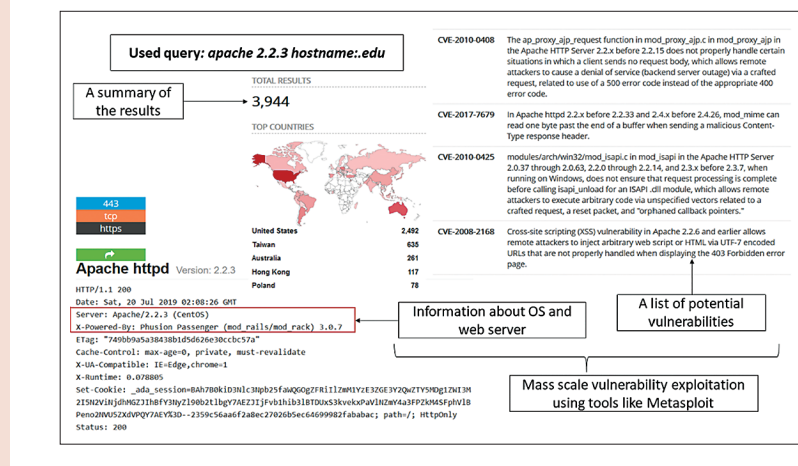 Used query: apache 2.2.3 hostname:.edu
A summary of
the results
TOTAL RESULTS
3,944
TOP COUNTRIES
United States 2,492
Taiwan 635
Australia 261
Hong Kong 117
Poland 78
443
tcp
https
Apache httpd Version: 2.2.3
HTTP/1.1 200
Date: Sat, 20 Jul 2019 02:08:26 GMT
Server: Apache/2.2.3 (CentOS)
X-Powered-By: Phusion Passenger (mod_rails/mod_rack) 3.0.7
ETag: "749bb9a5a38438b1d5d626e30ccbc57a"
Cache-Control: max-age=0, private, must-revalidate
X-UA-Compatible: IE=Edge,chrome=1
X-Runtime: 0.078805
Set-Cookie: _ada_session=
path=/; HttpOnly
Status: 200
CVE-2010-0408 The ap_proxy_ajp_request function in mod_proxy_ajp.c in mod_proxy_ajp in
the Apache HTTP Server 2.2.x before 2.2.15 does not properly handle certain
situations in which a client sends no request body, which allows remote
attackers to cause a denial of service (backend server outage) via a crafted
request, related to use of a 500 error code instead of the appropriate 400
error code.
CVE-2017-7679 In Apache httpd 2.2.x before 2.2.33 and 2.4.x before 2.4.26, mod_mime can
read one byte past the end of a buffer when sending a malicious Content-
Type response header.
CVE-2010-0425 modules/arch/win32/mod_isapi.c in mod_isapi in the Apache HTTP Server
2.0.37 through 2.0.63, 2.2.0 through 2.2.14, and 2.3.x before 2.3.7, when
running on Windows, does not ensure that request processing is complete
before calling isapi_unload for an ISAPI .dll module, which allows remote
attackers to execute arbitrary code via unspecified vectors related to a
crafted request, a reset packet, and "orphaned callback pointers."
CVE-2008-2168 Cross-site scripting (XSS) vulnerability in Apache 2.2.6 and earlier allows
remote attackers to inject arbitrary web script or HTML via UTF-7 encoded
URLs that are not properly handled when displaying the 403 Forbidden error
page.
Information about OS and
web server
A list of potential
vulnerabilities
Mass scale vulnerability exploitation
using tools like Metasploit